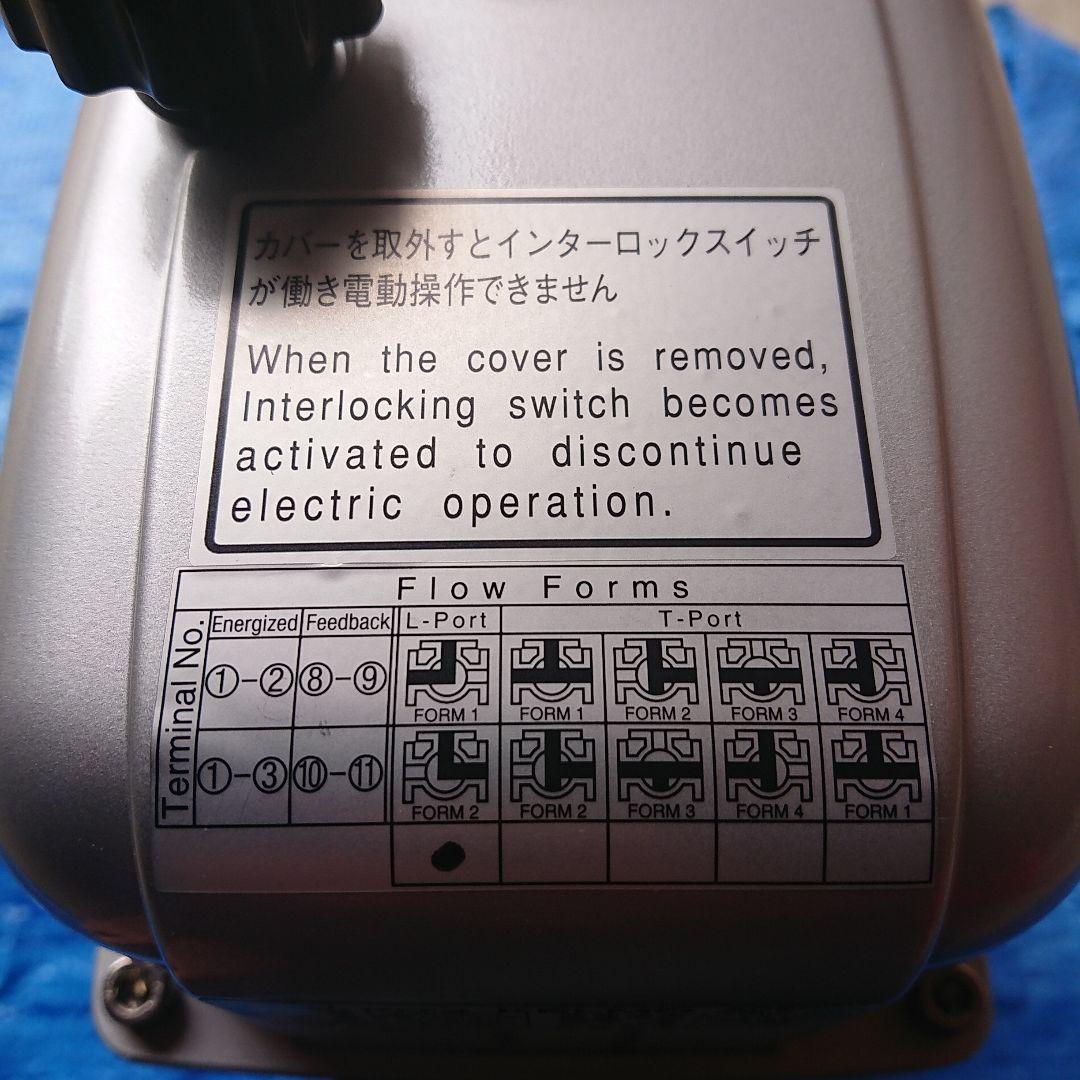 カバーを取外すとインターロックスイッチ
が働き電動操作できません
When the cover is removed,
Interlocking switch becomes
activated to discontinue
electric operation.
Flow Forms
Terminal No.
Energized Feedback L-Port T-Port
①-② ⑧-⑨
FORM 1 FORM 1 FORM 2 FORM 3 FORM 4
①-③ ⑩-⑪
FORM 2 FORM 2 FORM 3 FORM 4 FORM 1